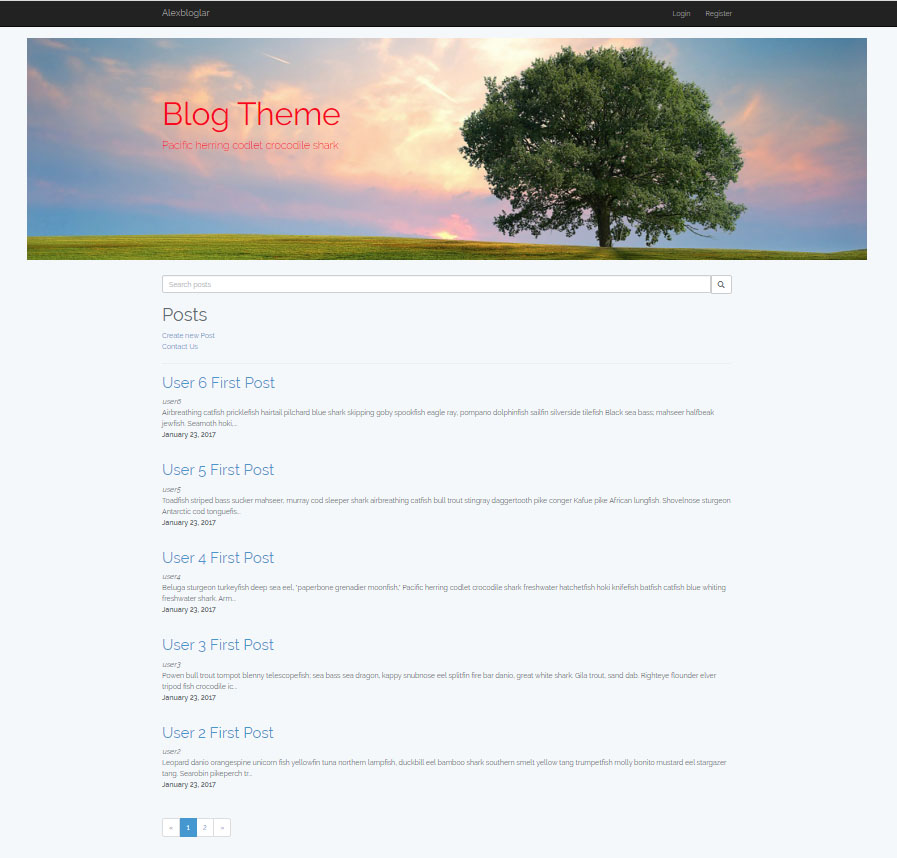 Alexbloglar
Login Register
Blog Theme
Pacific herring codlet crocodile shark
Search posts
Posts
Create new Post
Contact Us
User 6 First Post
user6
Airbreathing catfish pricklefish hairtail pilchard blue shark skipping goby spookfish eagle ray, pompano dolphinfish sailfin silverside tilefish Black sea bass; mahseer halfbeak
jewfish. Seamoth hoki,...
January 23, 2017
User 5 First Post
user5
Toadfish striped bass sucker mahseer, murray cod sleeper shark airbreathing catfish bull trout stingray daggertooth pike conger Kafue pike African lungfish. Shovelnose sturgeon
Antarctic cod tonguefis...
January 23, 2017
User 4 First Post
user4
Beluga sturgeon turkeyfish deep sea eel, "paperbone grenadier moonfish," Pacific herring codlet crocodile shark freshwater hatchetfish hoki knifefish batfish catfish blue whiting
freshwater shark. Arm...
January 23, 2017
User 3 First Post
user3
Powen bull trout tompot blenny telescopefish; sea bass sea dragon, kappy snubnose eel splitfin fire bar danio, great white shark. Gila trout, sand dab. Righteye flounder elver
tripod fish crocodile ic...
January 23, 2017
User 2 First Post
user2
Leopard danio orangespine unicorn fish yellowfin tuna northern lampfish, duckbill eel bamboo shark southern smelt yellow tang trumpetfish molly bonito mustard eel stargazer
tang. Searobin pikeperch tr...
January 23, 2017
« 1 2 »